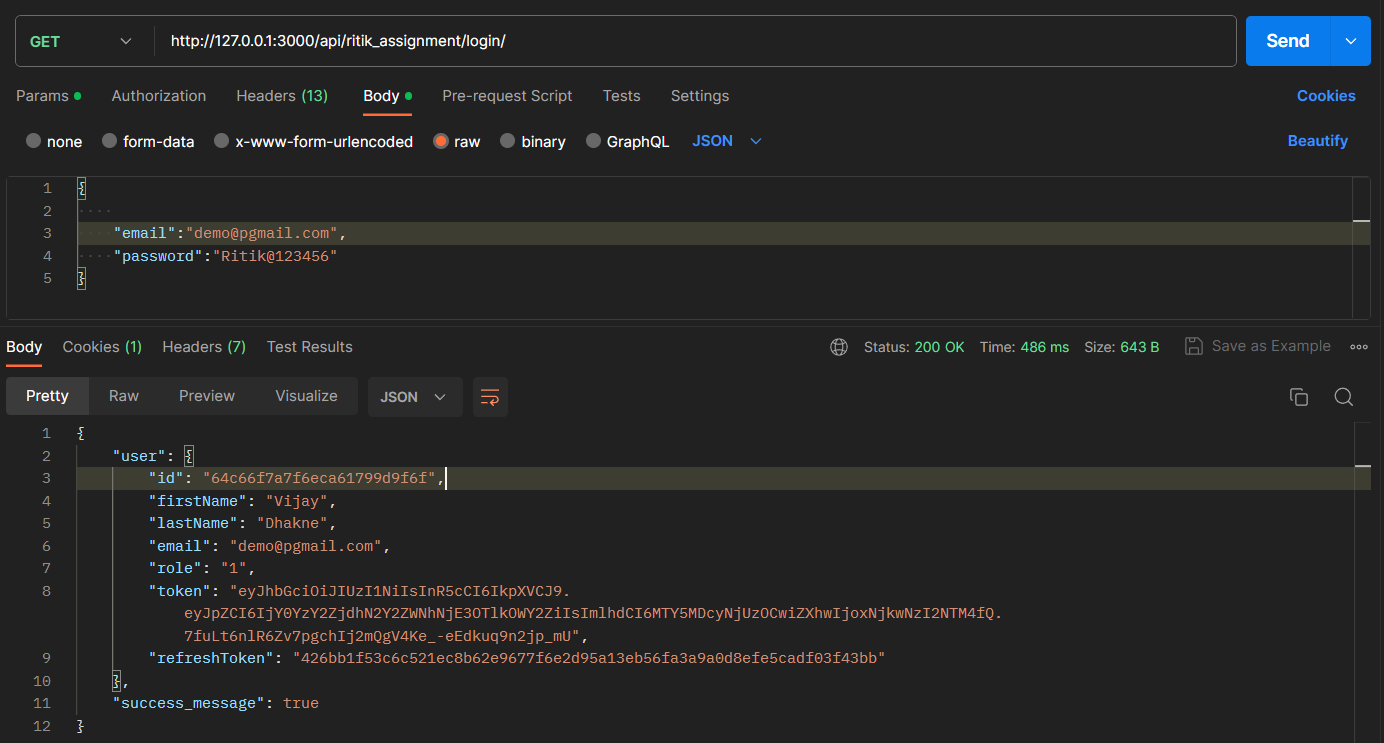 GET http://127.0.0.1:3000/api/ritik_assignment/login/ Send
Params Authorization Headers (13) Body Pre-request Script Tests Settings Cookies
none form-data x-www-form-urlencoded raw binary GraphQL JSON Beautify
1 {
2
3 "email":"demo@pgmail.com",
4 "password":"Ritik@123456"
5 }
Body Cookies (1) Headers (7) Test Results Status: 200 OK Time: 486 ms Size: 643 B Save as Example
Pretty Raw Preview Visualize JSON
1 {
2 "user": {
3 "id": "64c66f7a7f6eca61799d9f6f",
4 "firstName": "Vijay",
5 "lastName": "Dhakne",
6 "email": "demo@pgmail.com",
7 "role": "1",
8 "token": "eyJhbGciOiJIUzI1NiIsInR5cCI6IkpXVCJ9.
eyJpZCI6IjY0YzY2ZjdhN2Y2ZWNhNjE3OTlkOWY2ZiIsImlhdCI6MTY5MDcyNjUzOCwiZXhwIjoxNjkwNzI2NTM4fQ.
7fuLt6nlR6Zv7pgchIj2mQgV4Ke_-eEdkuq9n2jp_mU",
9 "refreshToken": "426bb1f53c6c521ec8b62e9677f6e2d95a13eb56fa3a9a0d8efe5cadf03f43bb"
10 },
11 "success_message": true
12 }